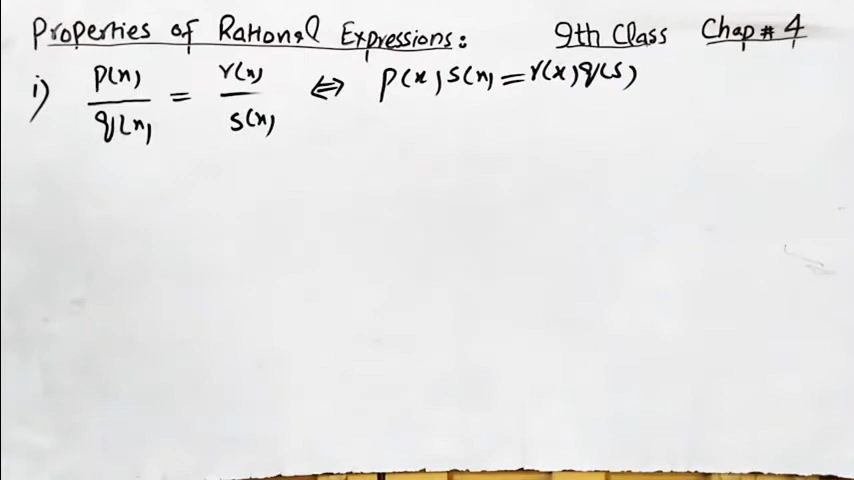 Properties of Rational Expressions: 9th Class Chap # 4
i) p(x)/q(x) = r(x)/s(x) ⇔ p(x) s(x) = r(x) q(s)